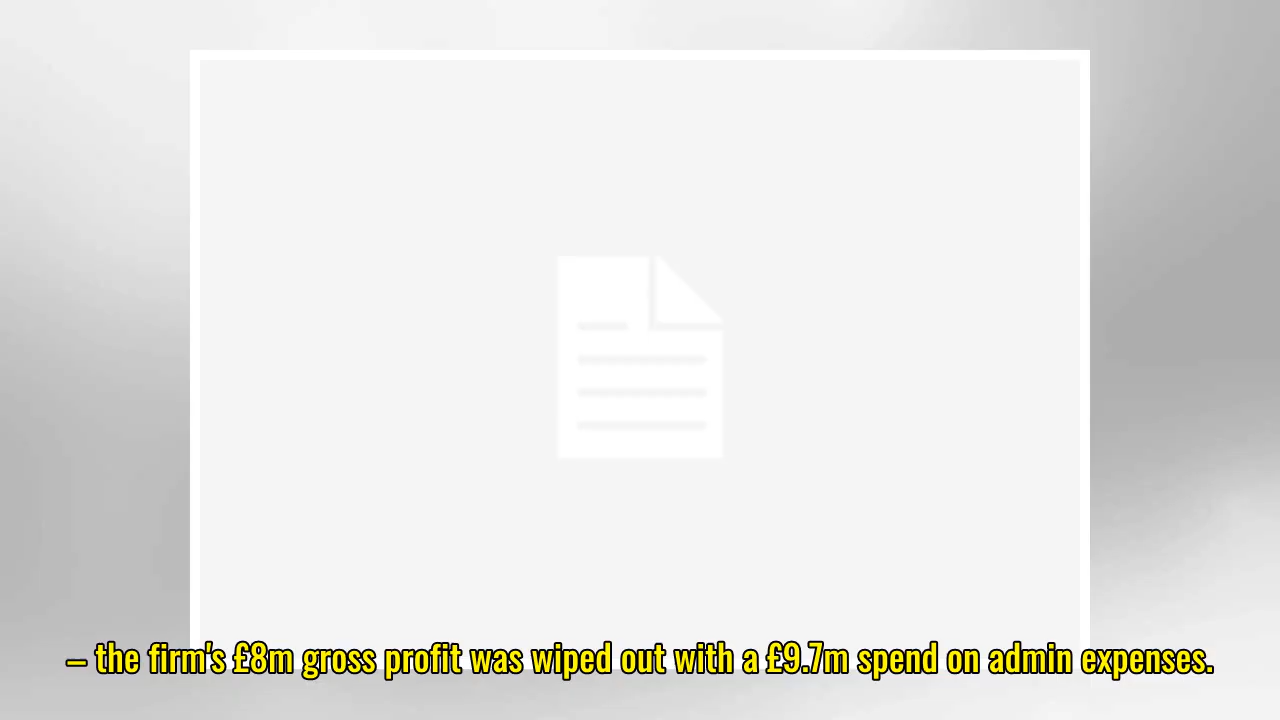 – the firm's £8m gross profit was wiped out with a £9.7m spend on admin expenses.